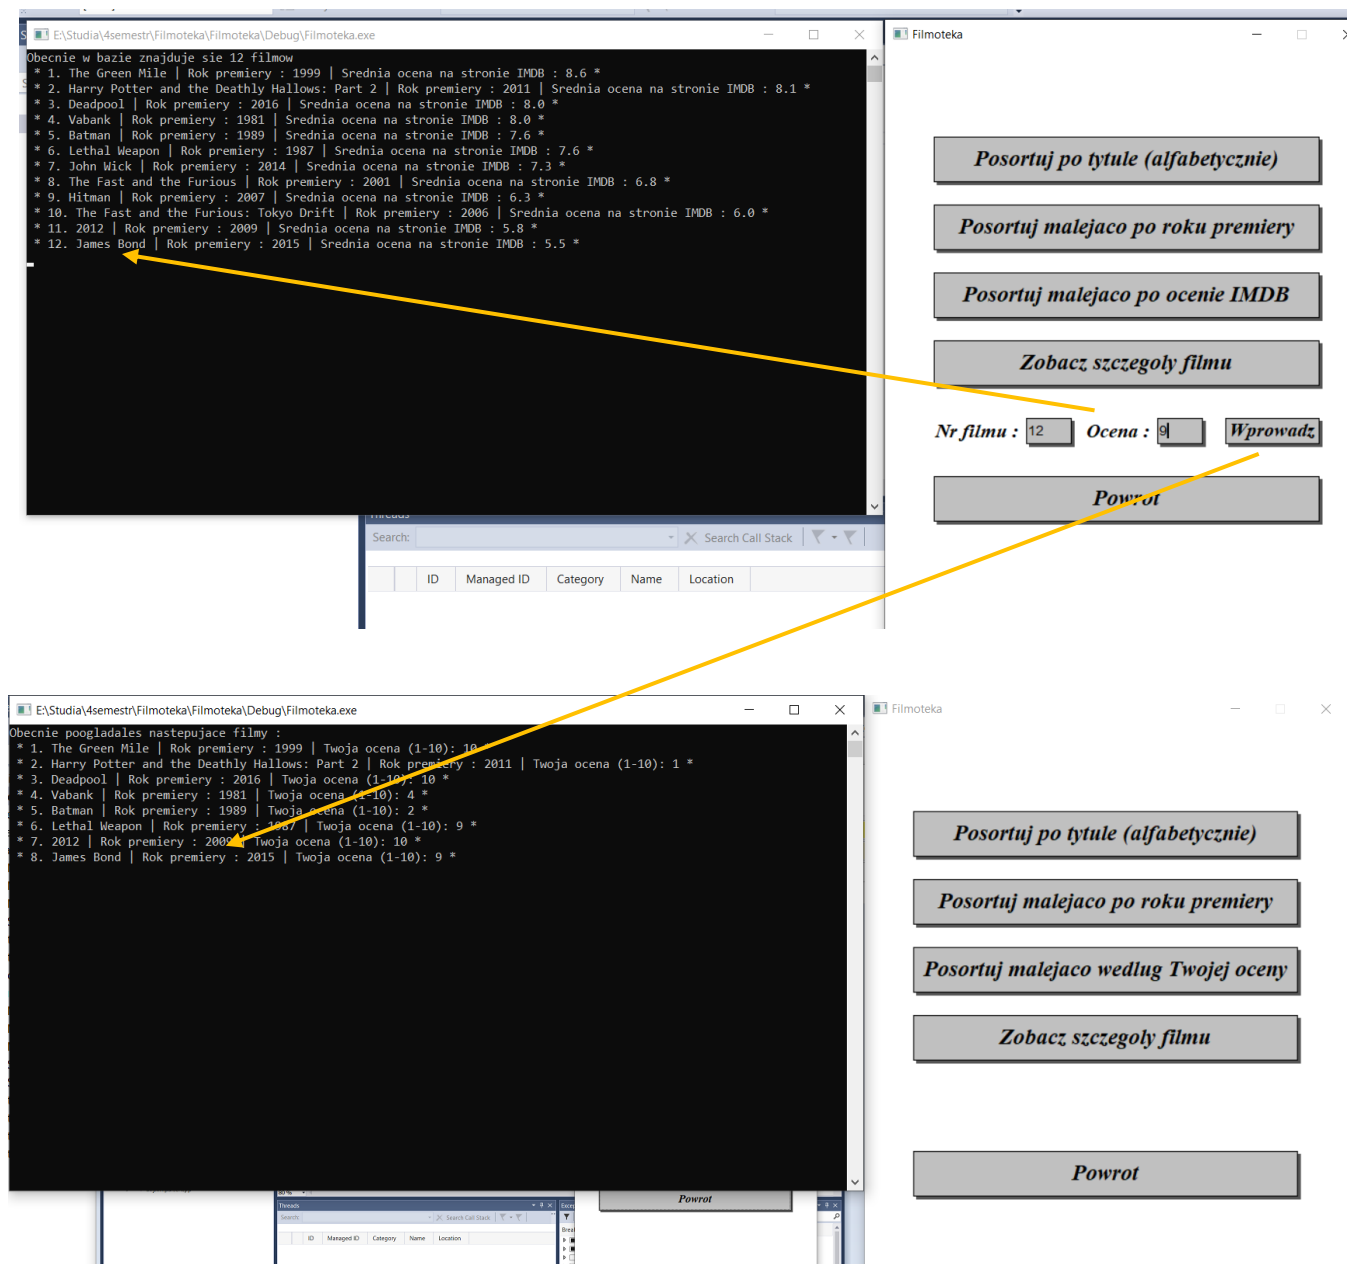 E:\Studia\4semestr\Filmoteka\Filmoteka\Debug\Filmoteka.exe
Obecnie w bazie znajduje sie 12 filmow
* 1. The Green Mile | Rok premiery : 1999 | Srednia ocena na stronie IMDB : 8.6 *
* 2. Harry Potter and the Deathly Hallows: Part 2 | Rok premiery : 2011 | Srednia ocena na stronie IMDB : 8.1 *
* 3. Deadpool | Rok premiery : 2016 | Srednia ocena na stronie IMDB : 8.0 *
* 4. Vabank | Rok premiery : 1981 | Srednia ocena na stronie IMDB : 8.0 *
* 5. Batman | Rok premiery : 1989 | Srednia ocena na stronie IMDB : 7.6 *
* 6. Lethal Weapon | Rok premiery : 1987 | Srednia ocena na stronie IMDB : 7.6 *
* 7. John Wick | Rok premiery : 2014 | Srednia ocena na stronie IMDB : 7.3 *
* 8. The Fast and the Furious | Rok premiery : 2001 | Srednia ocena na stronie IMDB : 6.8 *
* 9. Hitman | Rok premiery : 2007 | Srednia ocena na stronie IMDB : 6.3 *
* 10. The Fast and the Furious: Tokyo Drift | Rok premiery : 2006 | Srednia ocena na stronie IMDB : 6.0 *
* 11. 2012 | Rok premiery : 2009 | Srednia ocena na stronie IMDB : 5.8 *
* 12. James Bond | Rok premiery : 2015 | Srednia ocena na stronie IMDB : 5.5 *
Filmoteka
Posortuj po tytule (alfabetycznie)
Posortuj malejaco po roku premiery
Posortuj malejaco po ocenie IMDB
Zobacz szczegoly filmu
Nr filmu : 12 Ocena : 9 Wprowadz
Powrot
Threads
Search: Search Call Stack
ID Managed ID Category Name Location
E:\Studia\4semestr\Filmoteka\Filmoteka\Debug\Filmoteka.exe
Obecnie poogladales nastepujace filmy :
* 1. The Green Mile | Rok premiery : 1999 | Twoja ocena (1-10): 10 *
* 2. Harry Potter and the Deathly Hallows: Part 2 | Rok premiery : 2011 | Twoja ocena (1-10): 1 *
* 3. Deadpool | Rok premiery : 2016 | Twoja ocena (1-10): 10 *
* 4. Vabank | Rok premiery : 1981 | Twoja ocena (1-10): 4 *
* 5. Batman | Rok premiery : 1989 | Twoja ocena (1-10): 2 *
* 6. Lethal Weapon | Rok premiery : 1987 | Twoja ocena (1-10): 9 *
* 7. 2012 | Rok premiery : 2009 | Twoja ocena (1-10): 10 *
* 8. James Bond | Rok premiery : 2015 | Twoja ocena (1-10): 9 *
Filmoteka
Posortuj po tytule (alfabetycznie)
Posortuj malejaco po roku premiery
Posortuj malejaco wedlug Twojej oceny
Zobacz szczegoly filmu
Powrot
80 %
Threads
Search: Search Call Stack
ID Managed ID Category Name Location
Powrot